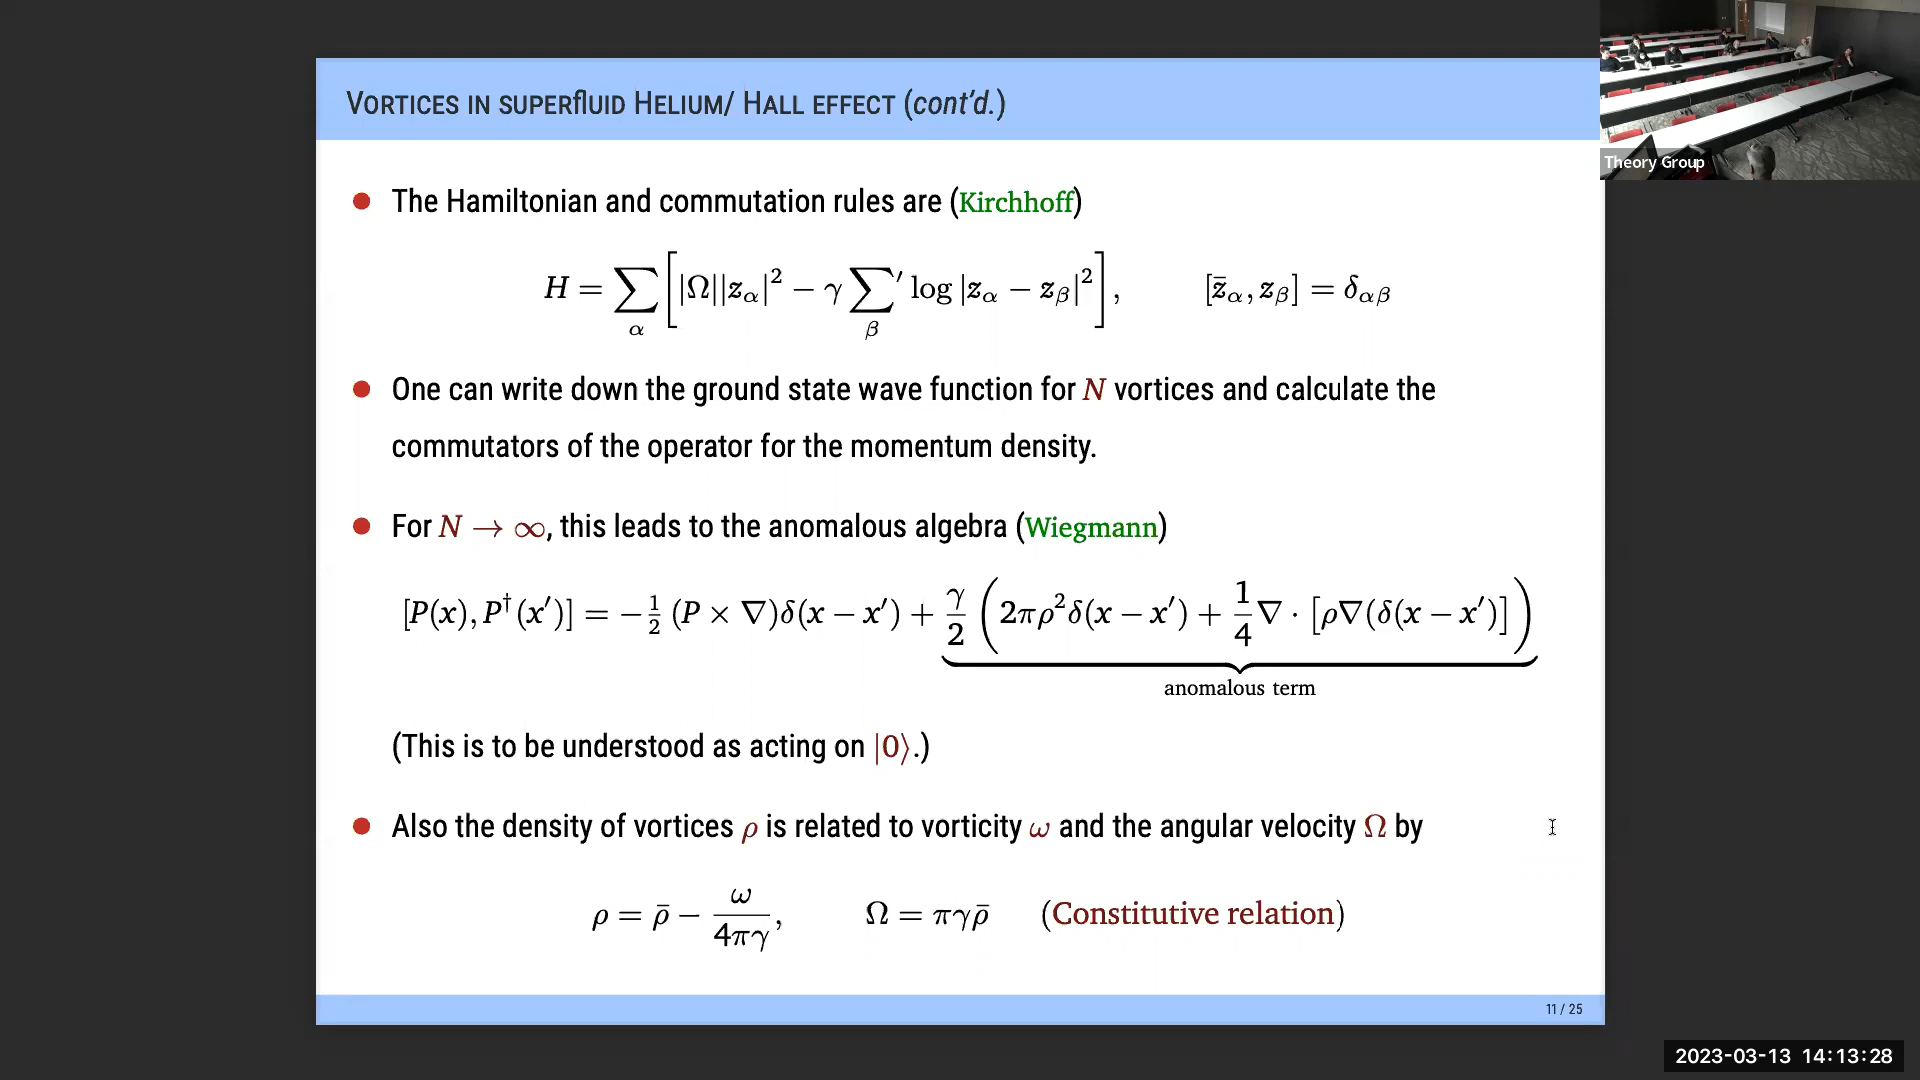 VORTICES IN SUPERfluID HELIUM/ HALL EFFECT (cont'd.)
Theory Group
• The Hamiltonian and commutation rules are (Kirchhoff)
H = ∑_α [ |Ω||z_α|² − γ ∑′_β log |z_α − z_β|² ], [z̄_α, z_β] = δ_αβ
• One can write down the ground state wave function for N vortices and calculate the
commutators of the operator for the momentum density.
• For N → ∞, this leads to the anomalous algebra (Wiegmann)
[P(x), P†(x′)] = −½ (P × ∇)δ(x − x′) + γ/2 ( 2πρ²δ(x − x′) + 1/4 ∇ · [ρ∇(δ(x − x′)] )
anomalous term
(This is to be understood as acting on |0⟩.)
• Also the density of vortices ρ is related to vorticity ω and the angular velocity Ω by
ρ = ρ̄ − ω/4πγ, Ω = πγρ̄ (Constitutive relation)
11 / 25
2023-03-13 14:13:28